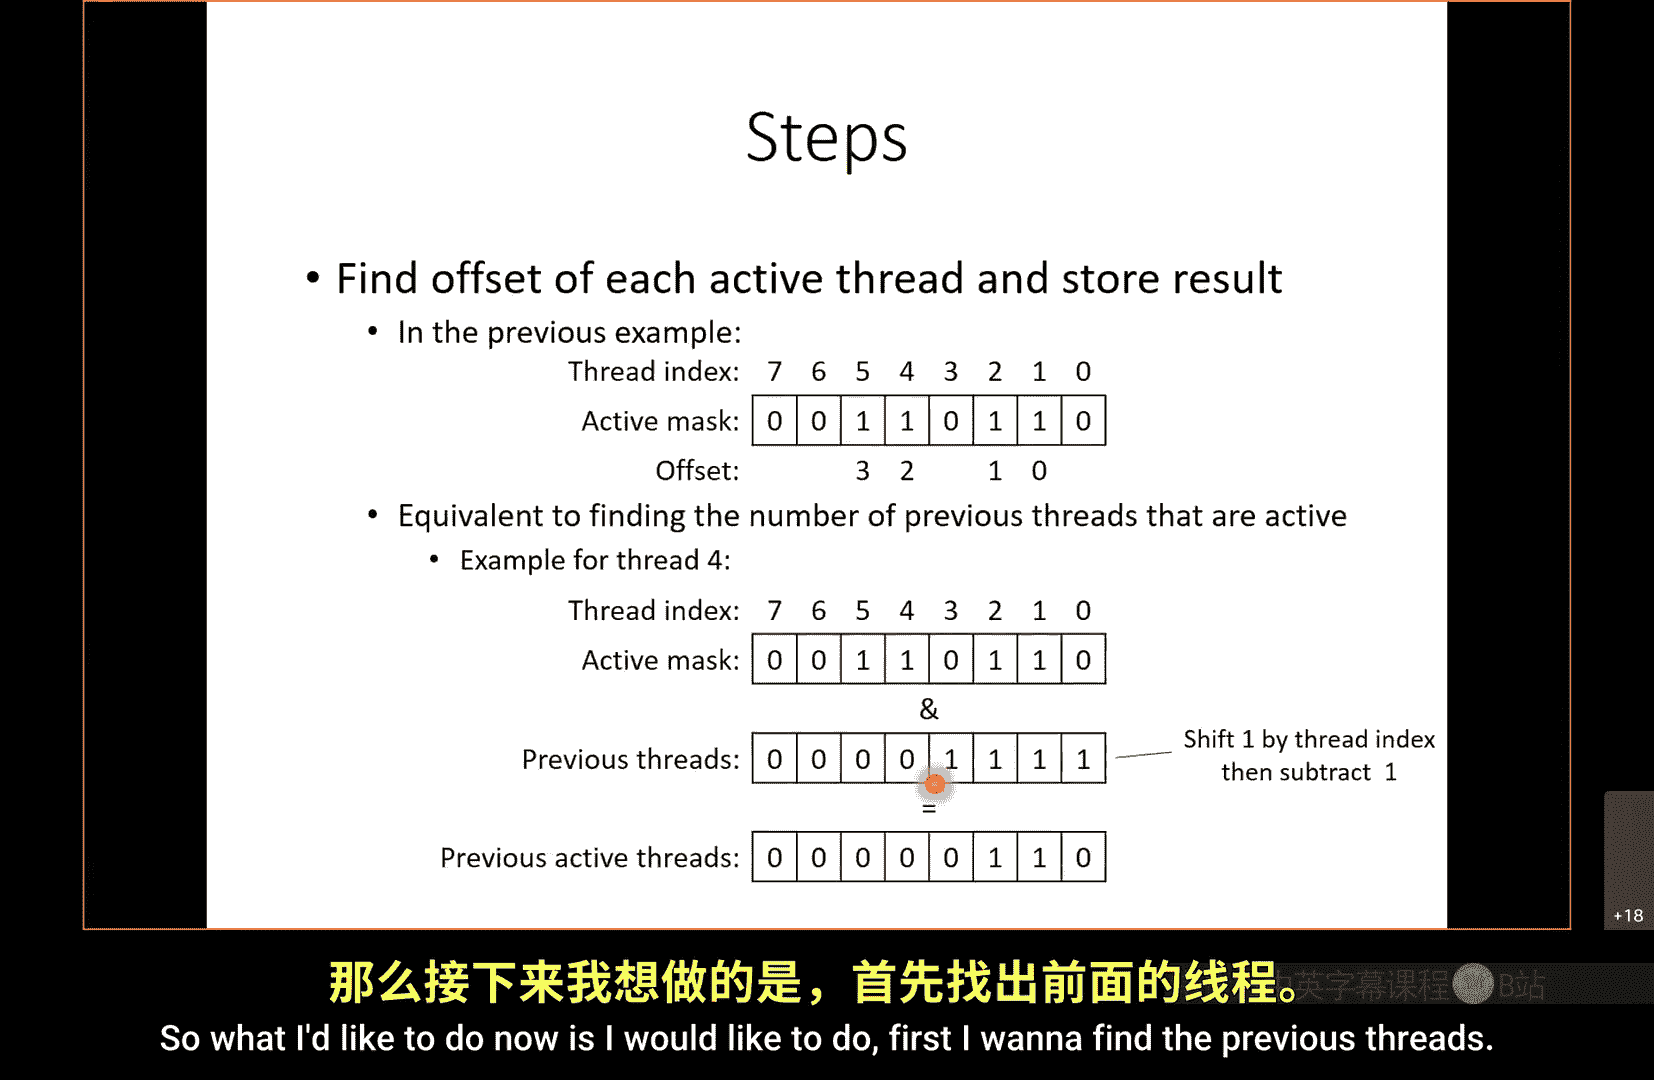 Steps
• Find offset of each active thread and store result
• In the previous example:
Thread index: 7 6 5 4 3 2 1 0
Active mask: 0 0 1 1 0 1 1 0
Offset: 3 2 1 0
• Equivalent to finding the number of previous threads that are active
• Example for thread 4:
Thread index: 7 6 5 4 3 2 1 0
Active mask: 0 0 1 1 0 1 1 0
&
Previous threads: 0 0 0 0 1 1 1 1
Shift 1 by thread index
then subtract 1
=
Previous active threads: 0 0 0 0 0 1 1 0
+18
那么接下来我想做的是，首先找出前面的线程。
英字幕课程 B站
So what I'd like to do now is I would like to do, first I wanna find the previous threads.